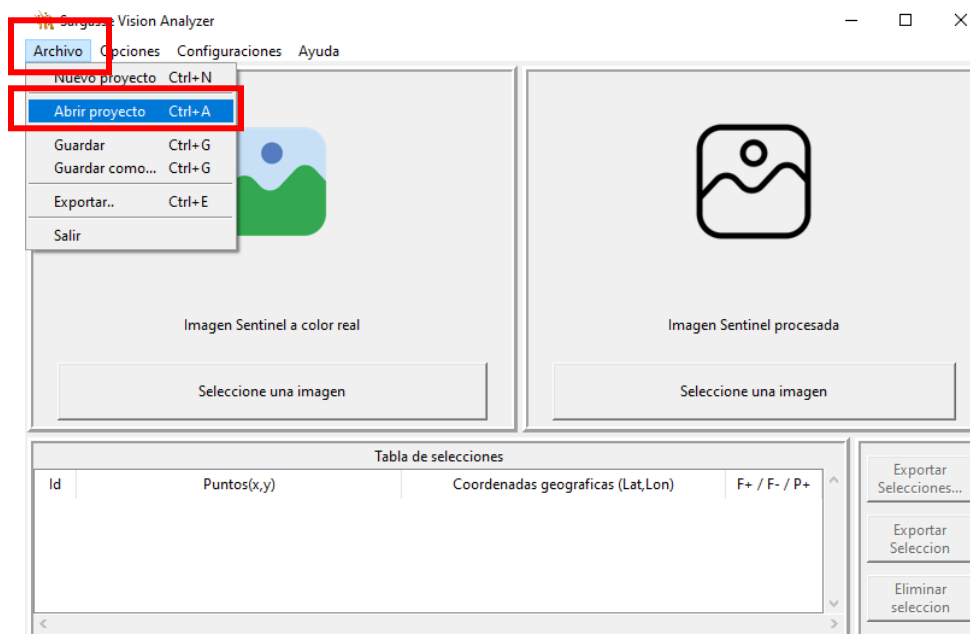 Sargasse Vision Analyzer
Archivo Opciones Configuraciones Ayuda
Nuevo proyecto Ctrl+N
Abrir proyecto Ctrl+A
Guardar Ctrl+G
Guardar como... Ctrl+G
Exportar.. Ctrl+E
Salir
Imagen Sentinel a color real
Seleccione una imagen
Imagen Sentinel procesada
Seleccione una imagen
Tabla de selecciones
Id Puntos(x,y) Coordenadas geograficas (Lat,Lon) F+ / F- / P+
Exportar
Selecciones...
Exportar
Seleccion
Eliminar
seleccion